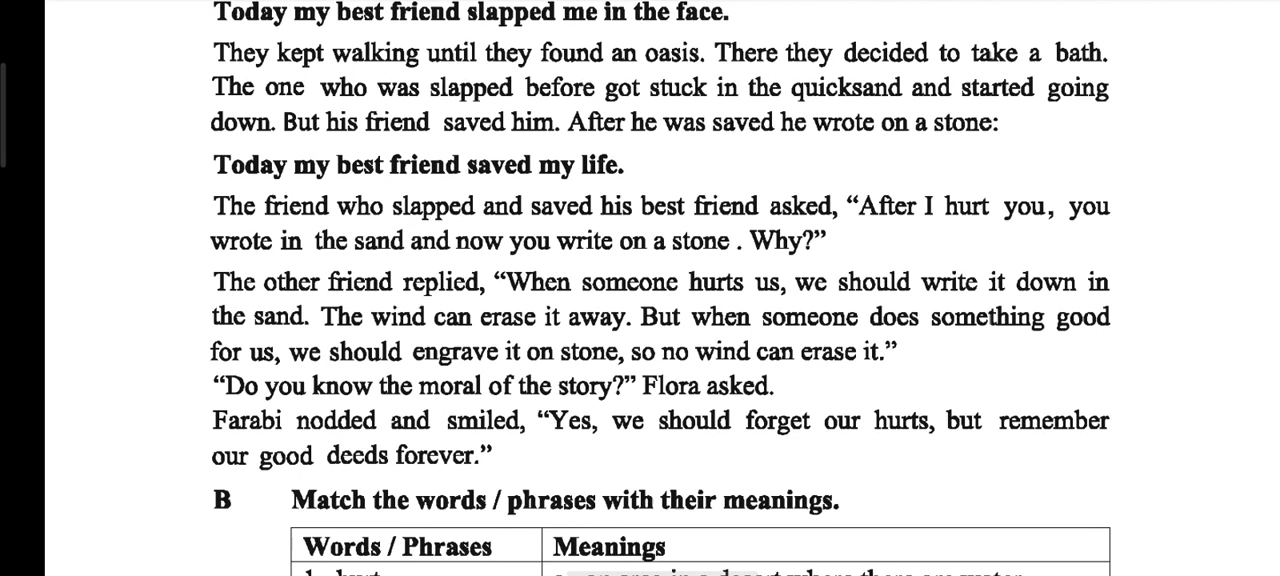 Today my best friend slapped me in the face.
They kept walking until they found an oasis. There they decided to take a bath.
The one who was slapped before got stuck in the quicksand and started going
down. But his friend saved him. After he was saved he wrote on a stone:
Today my best friend saved my life.
The friend who slapped and saved his best friend asked, “After I hurt you, you
wrote in the sand and now you write on a stone . Why?”
The other friend replied, “When someone hurts us, we should write it down in
the sand. The wind can erase it away. But when someone does something good
for us, we should engrave it on stone, so no wind can erase it.”
“Do you know the moral of the story?” Flora asked.
Farabi nodded and smiled, “Yes, we should forget our hurts, but remember
our good deeds forever.”
B Match the words / phrases with their meanings.
Words / Phrases Meanings
1. hurt an area in a desert where there are water